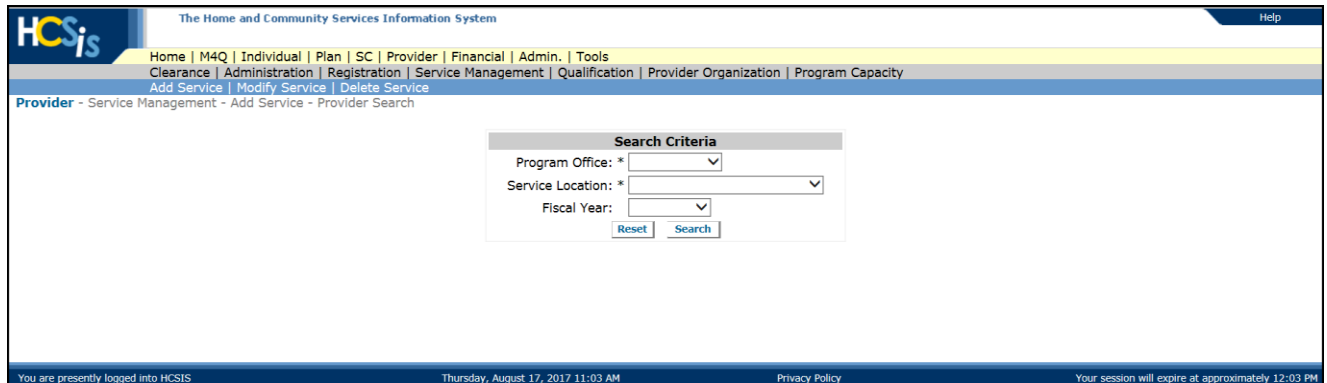 HCSis
The Home and Community Services Information System
Help
Home | M4Q | Individual | Plan | SC | Provider | Financial | Admin. | Tools
Clearance | Administration | Registration | Service Management | Qualification | Provider Organization | Program Capacity
Add Service | Modify Service | Delete Service
Provider - Service Management - Add Service - Provider Search
Search Criteria
Program Office: *
Service Location: *
Fiscal Year:
Reset Search
You are presently logged into HCSIS Thursday, August 17, 2017 11:03 AM Privacy Policy Your session will expire at approximately 12:03 PM